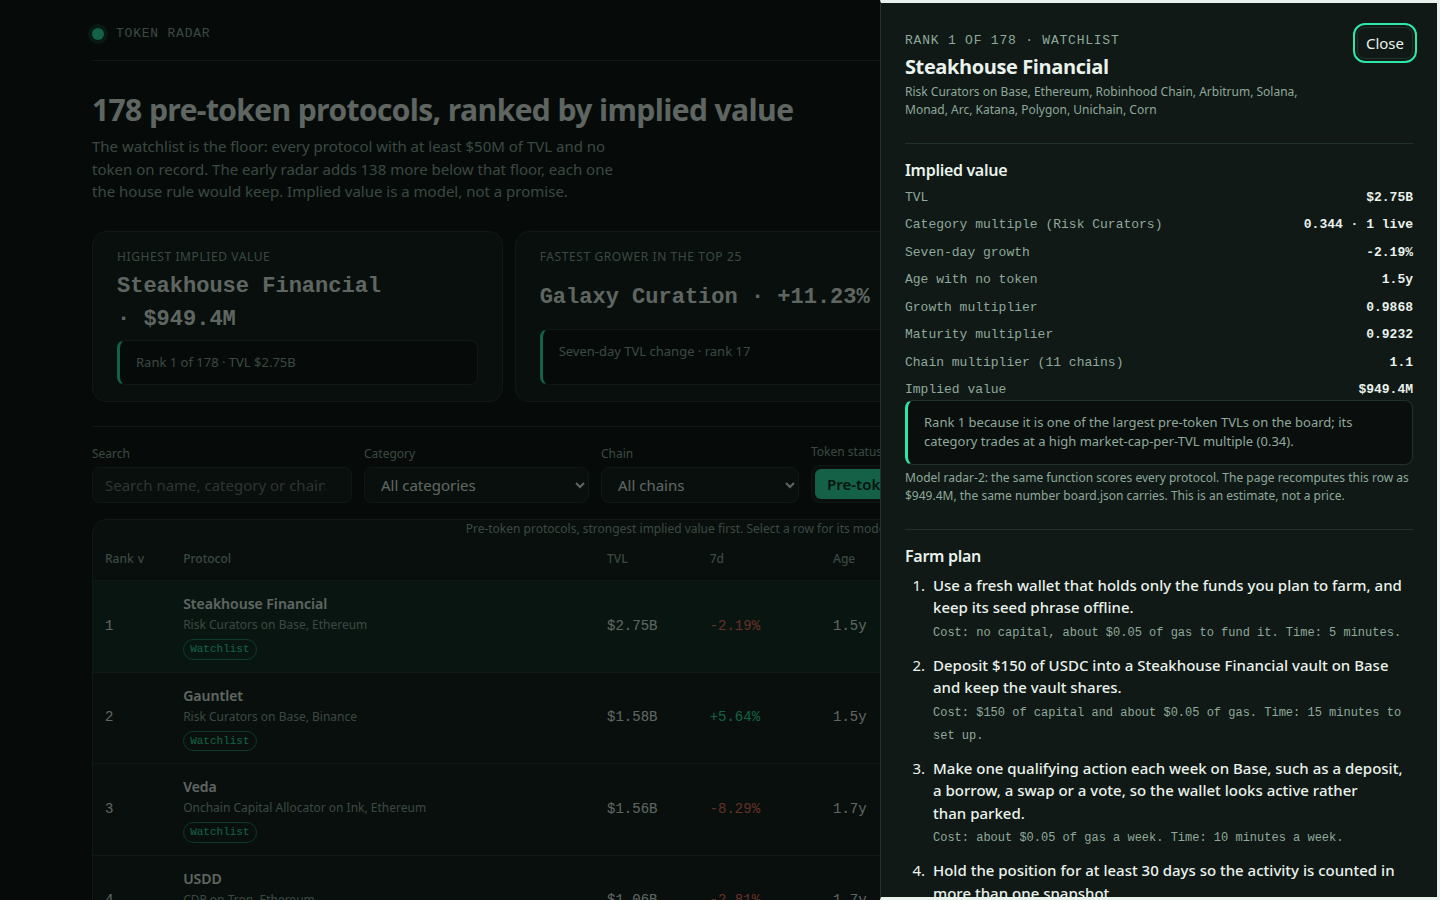 TOKEN RADAR
178 pre-token protocols, ranked by implied value
The watchlist is the floor: every protocol with at least $50M of TVL and no
token on record. The early radar adds 138 more below that floor, each one
the house rule would keep. Implied value is a model, not a promise.
HIGHEST IMPLIED VALUE
Steakhouse Financial
· $949.4M
Rank 1 of 178 · TVL $2.75B
FASTEST GROWER IN THE TOP 25
Galaxy Curation · +11.23%
Seven-day TVL change · rank 17
Search
Category
Chain
Token status
Search name, category or chain
All categories
All chains
Pre-tok
Pre-token protocols, strongest implied value first. Select a row for its mode
Rank v
Protocol
TVL
7d
Age
1
Steakhouse Financial
Risk Curators on Base, Ethereum
Watchlist
$2.75B
-2.19%
1.5y
2
Gauntlet
Risk Curators on Base, Binance
Watchlist
$1.58B
+5.64%
1.5y
3
Veda
Onchain Capital Allocator on Ink, Ethereum
Watchlist
$1.56B
-8.29%
1.7y
4
USDD
CDP on Tron, Ethereum
$1.06B
-2.81%
1.7y
RANK 1 OF 178 · WATCHLIST
Close
Steakhouse Financial
Risk Curators on Base, Ethereum, Robinhood Chain, Arbitrum, Solana,
Monad, Arc, Katana, Polygon, Unichain, Corn
Implied value
TVL $2.75B
Category multiple (Risk Curators) 0.344 · 1 live
Seven-day growth -2.19%
Age with no token 1.5y
Growth multiplier 0.9868
Maturity multiplier 0.9232
Chain multiplier (11 chains) 1.1
Implied value $949.4M
Rank 1 because it is one of the largest pre-token TVLs on the board; its
category trades at a high market-cap-per-TVL multiple (0.34).
Model radar-2: the same function scores every protocol. The page recomputes this row as
$949.4M, the same number board.json carries. This is an estimate, not a price.
Farm plan
1. Use a fresh wallet that holds only the funds you plan to farm, and
keep its seed phrase offline.
Cost: no capital, about $0.05 of gas to fund it. Time: 5 minutes.
2. Deposit $150 of USDC into a Steakhouse Financial vault on Base
and keep the vault shares.
Cost: $150 of capital and about $0.05 of gas. Time: 15 minutes to
set up.
3. Make one qualifying action each week on Base, such as a deposit,
a borrow, a swap or a vote, so the wallet looks active rather
than parked.
Cost: about $0.05 of gas a week. Time: 10 minutes a week.
4. Hold the position for at least 30 days so the activity is counted in
more than one snapshot.